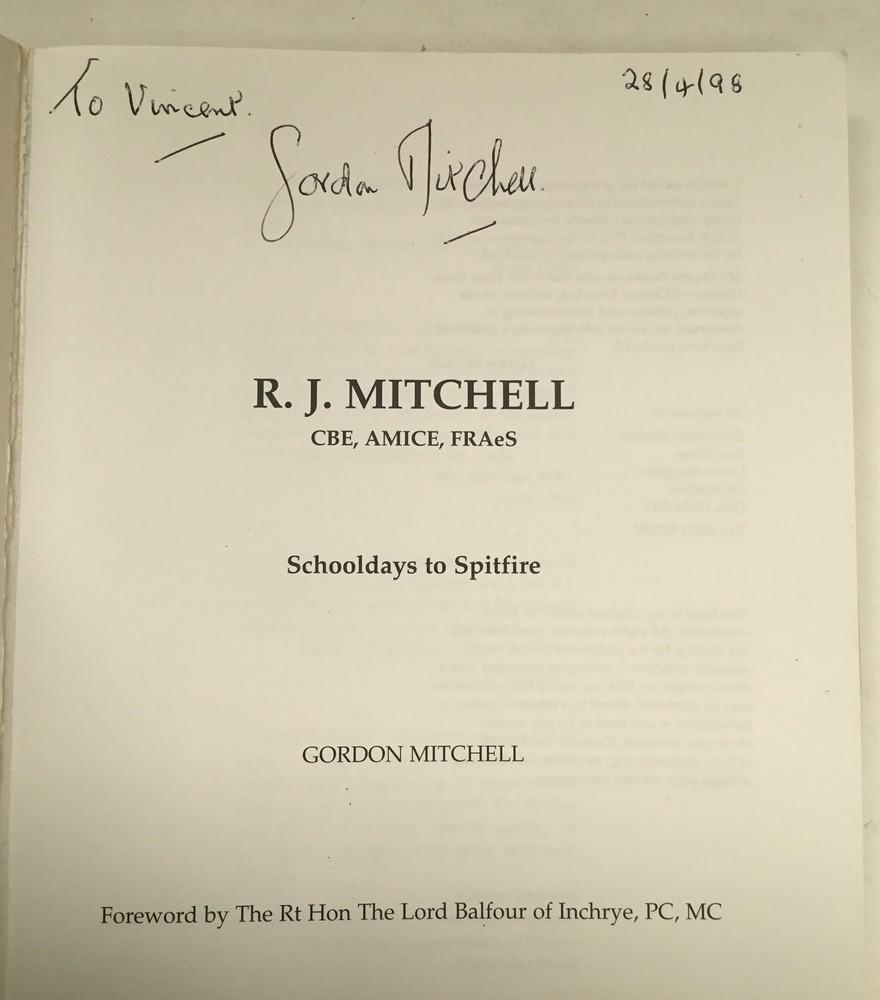 To Vincent.
28/4/98
Gordon Mitchell.
R. J. MITCHELL
CBE, AMICE, FRAeS
Schooldays to Spitfire
GORDON MITCHELL
Foreword by The Rt Hon The Lord Balfour of Inchrye, PC, MC